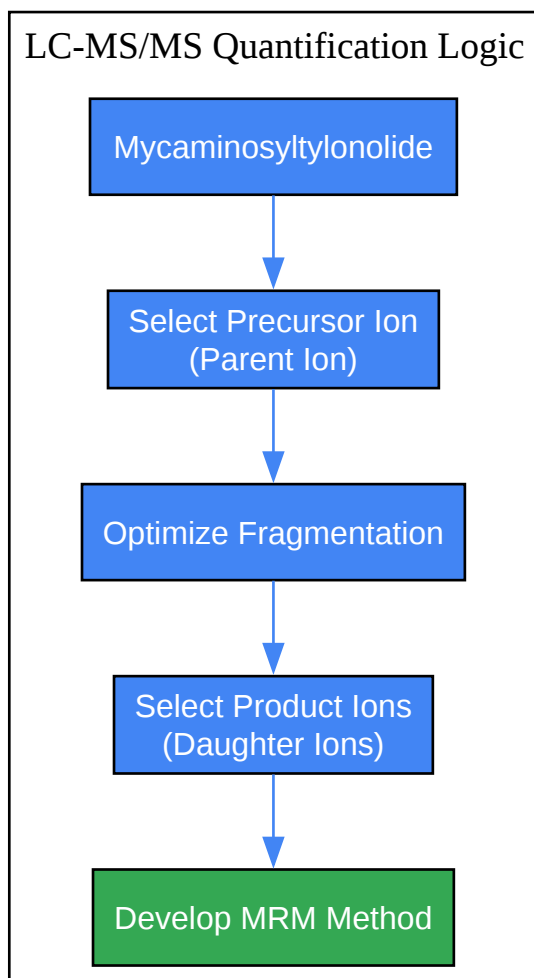 LC-MS/MS Quantification Logic
Mycaminosyltylonolide
Select Precursor Ion
(Parent Ion)
Optimize Fragmentation
Select Product Ions
(Daughter Ions)
Develop MRM Method